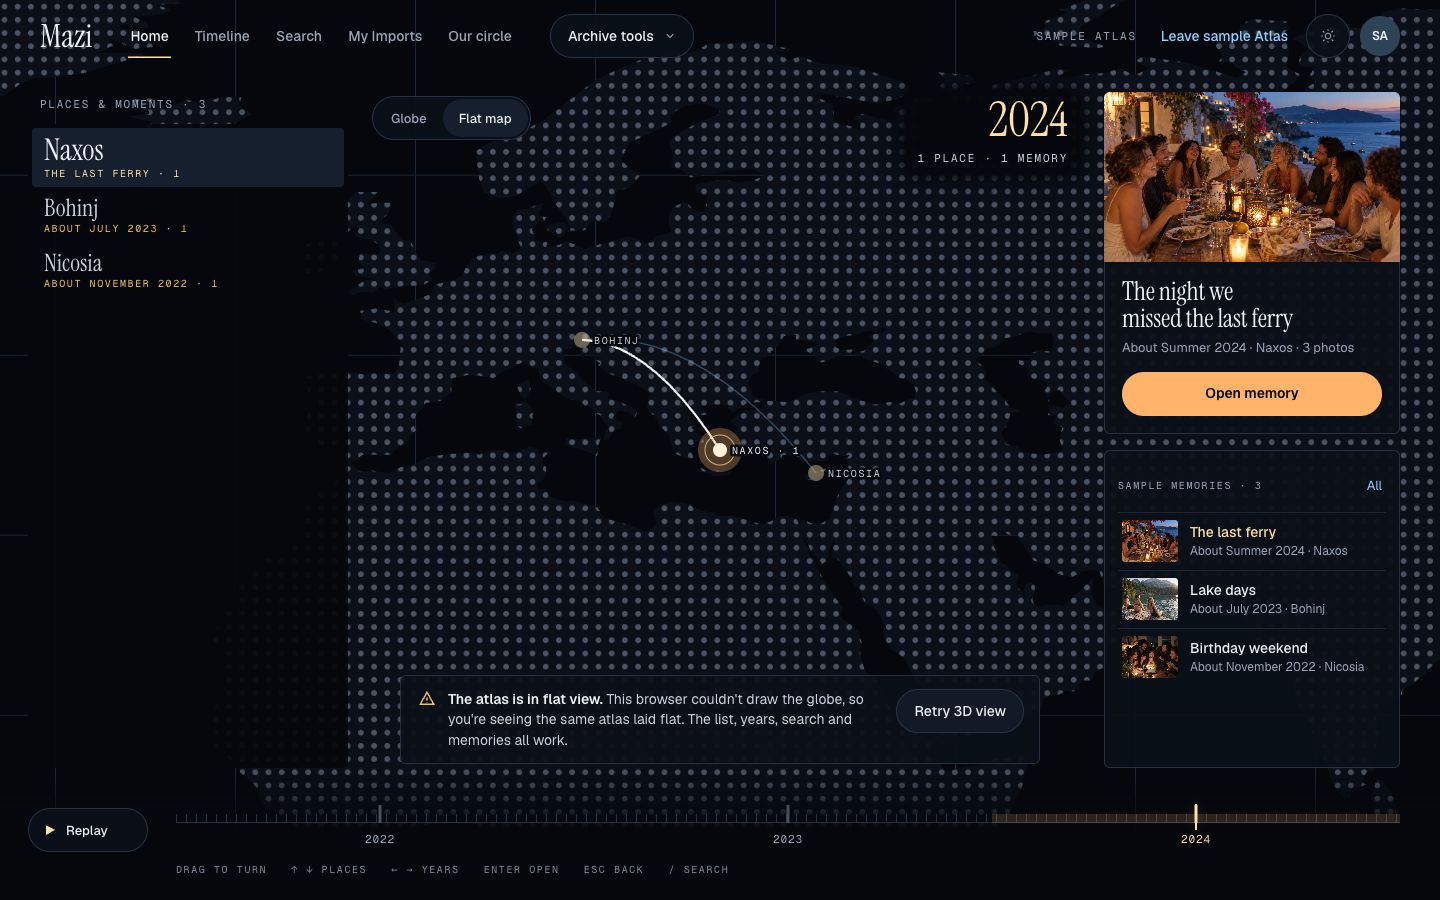 Mazi
Home
Timeline
Search
My Imports
Our circle
Archive tools
SAMPLE ATLAS
Leave sample Atlas
SA
PLACES & MOMENTS · 3
Naxos
THE LAST FERRY · 1
Bohinj
ABOUT JULY 2023 · 1
Nicosia
ABOUT NOVEMBER 2022 · 1
Globe
Flat map
2024
1 PLACE · 1 MEMORY
BOHINJ
NAXOS · 1
NICOSIA
The night we
missed the last ferry
About Summer 2024 · Naxos · 3 photos
Open memory
SAMPLE MEMORIES · 3
All
The last ferry
About Summer 2024 · Naxos
Lake days
About July 2023 · Bohinj
Birthday weekend
About November 2022 · Nicosia
The atlas is in flat view. This browser couldn't draw the globe, so
you're seeing the same atlas laid flat. The list, years, search and
memories all work.
Retry 3D view
Replay
2022
2023
2024
DRAG TO TURN
↑ ↓ PLACES
← → YEARS
ENTER OPEN
ESC BACK
/ SEARCH